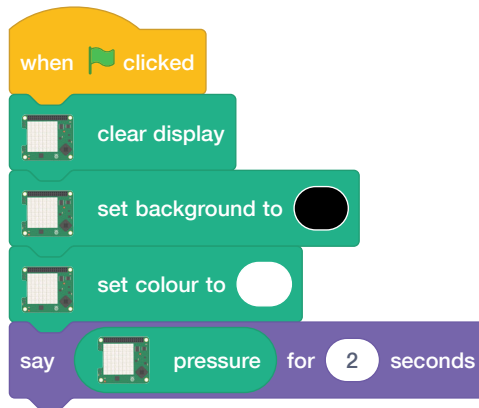 when clicked
clear display
set background to
set colour to
say pressure for 2 seconds